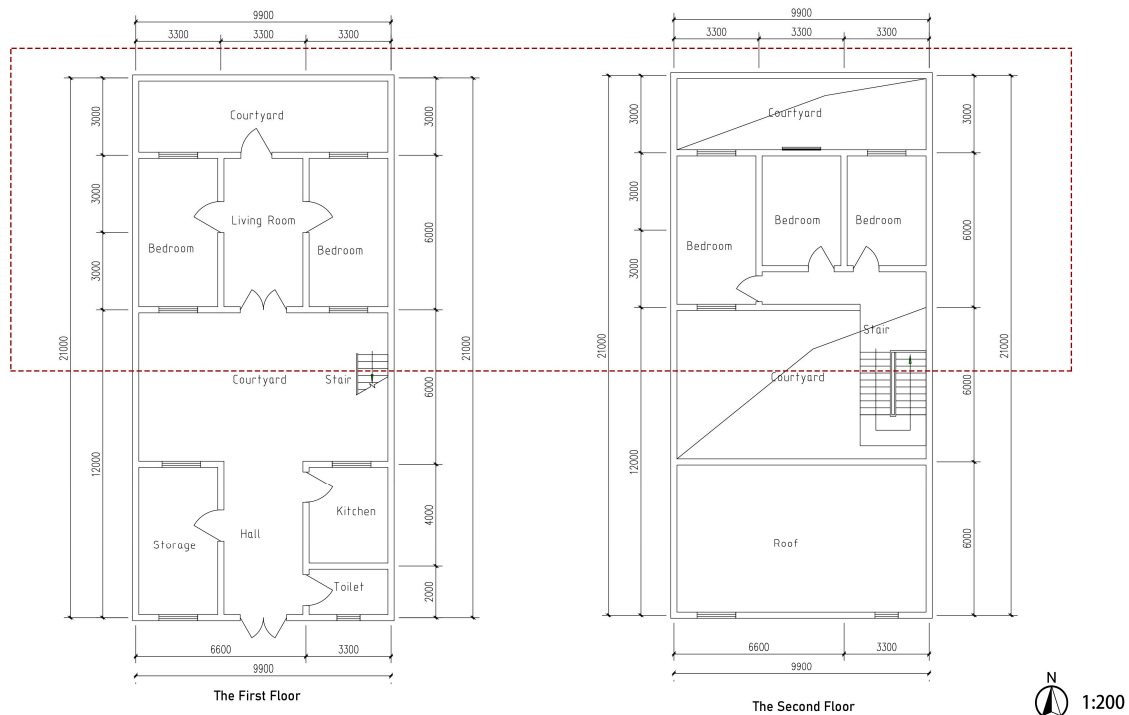 9900
3300 3300 3300
3000
3000
3000
12000
21000
3000
6000
6000
4000
2000
21000
Courtyard
Living Room
Bedroom
Bedroom
Courtyard
Stair
Hall
Kitchen
Storage
Toilet
6600 3300
9900
The First Floor
9900
3300 3300 3300
3000
3000
3000
12000
21000
3000
6000
6000
6000
21000
Courtyard
Bedroom
Bedroom
Bedroom
Stair
Courtyard
Roof
6600 3300
9900
The Second Floor
N
1:200